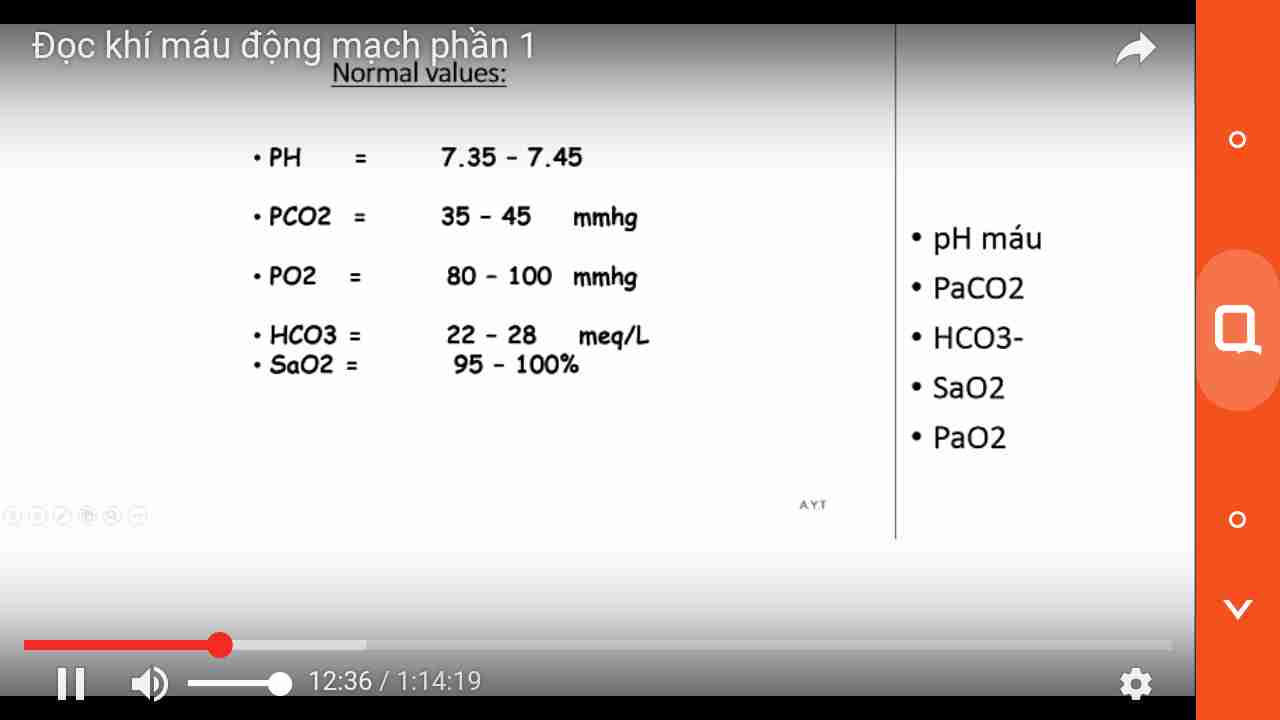 Đọc khí máu động mạch phần 1
Normal values:
• PH = 7.35 - 7.45
• PCO2 = 35 - 45 mmhg
• PO2 = 80 - 100 mmhg
• HCO3 = 22 - 28 meq/L
• SaO2 = 95 - 100%
• pH máu
• PaCO2
• HCO3-
• SaO2
• PaO2
A.Y.T
12:36 / 1:14:19